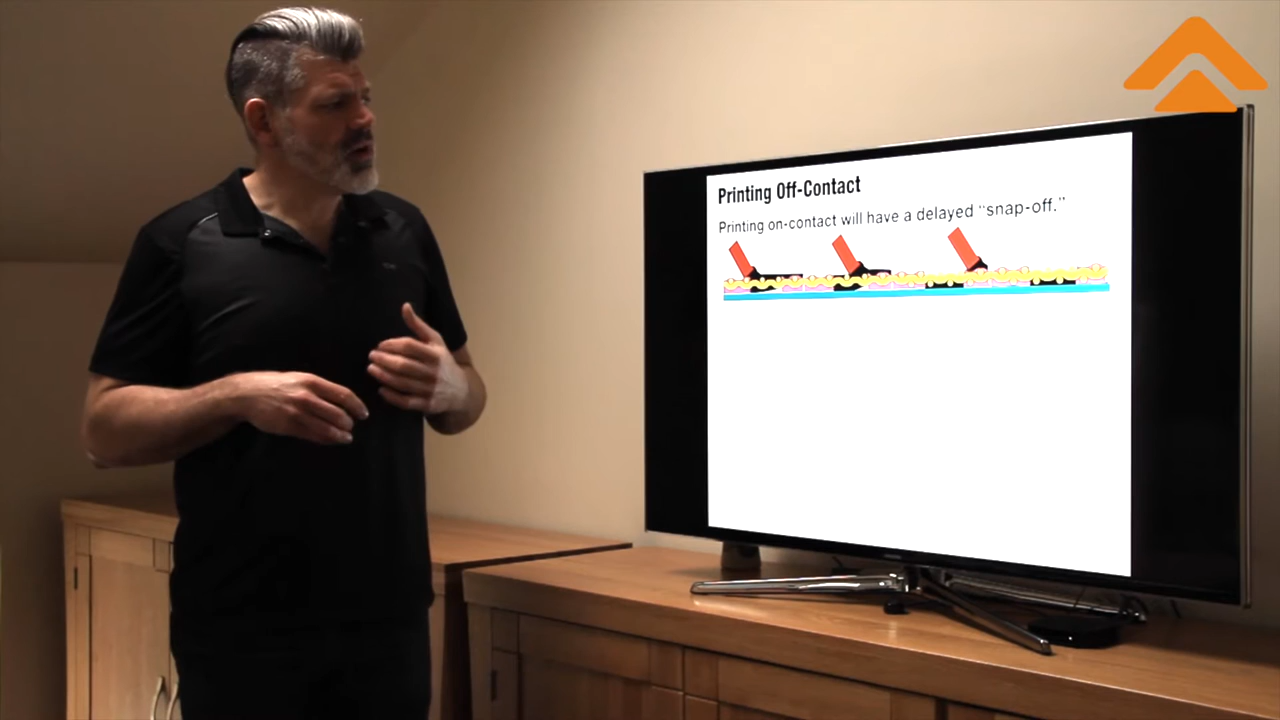 Printing Off-Contact
Printing on-contact will have a delayed “snap-off.”